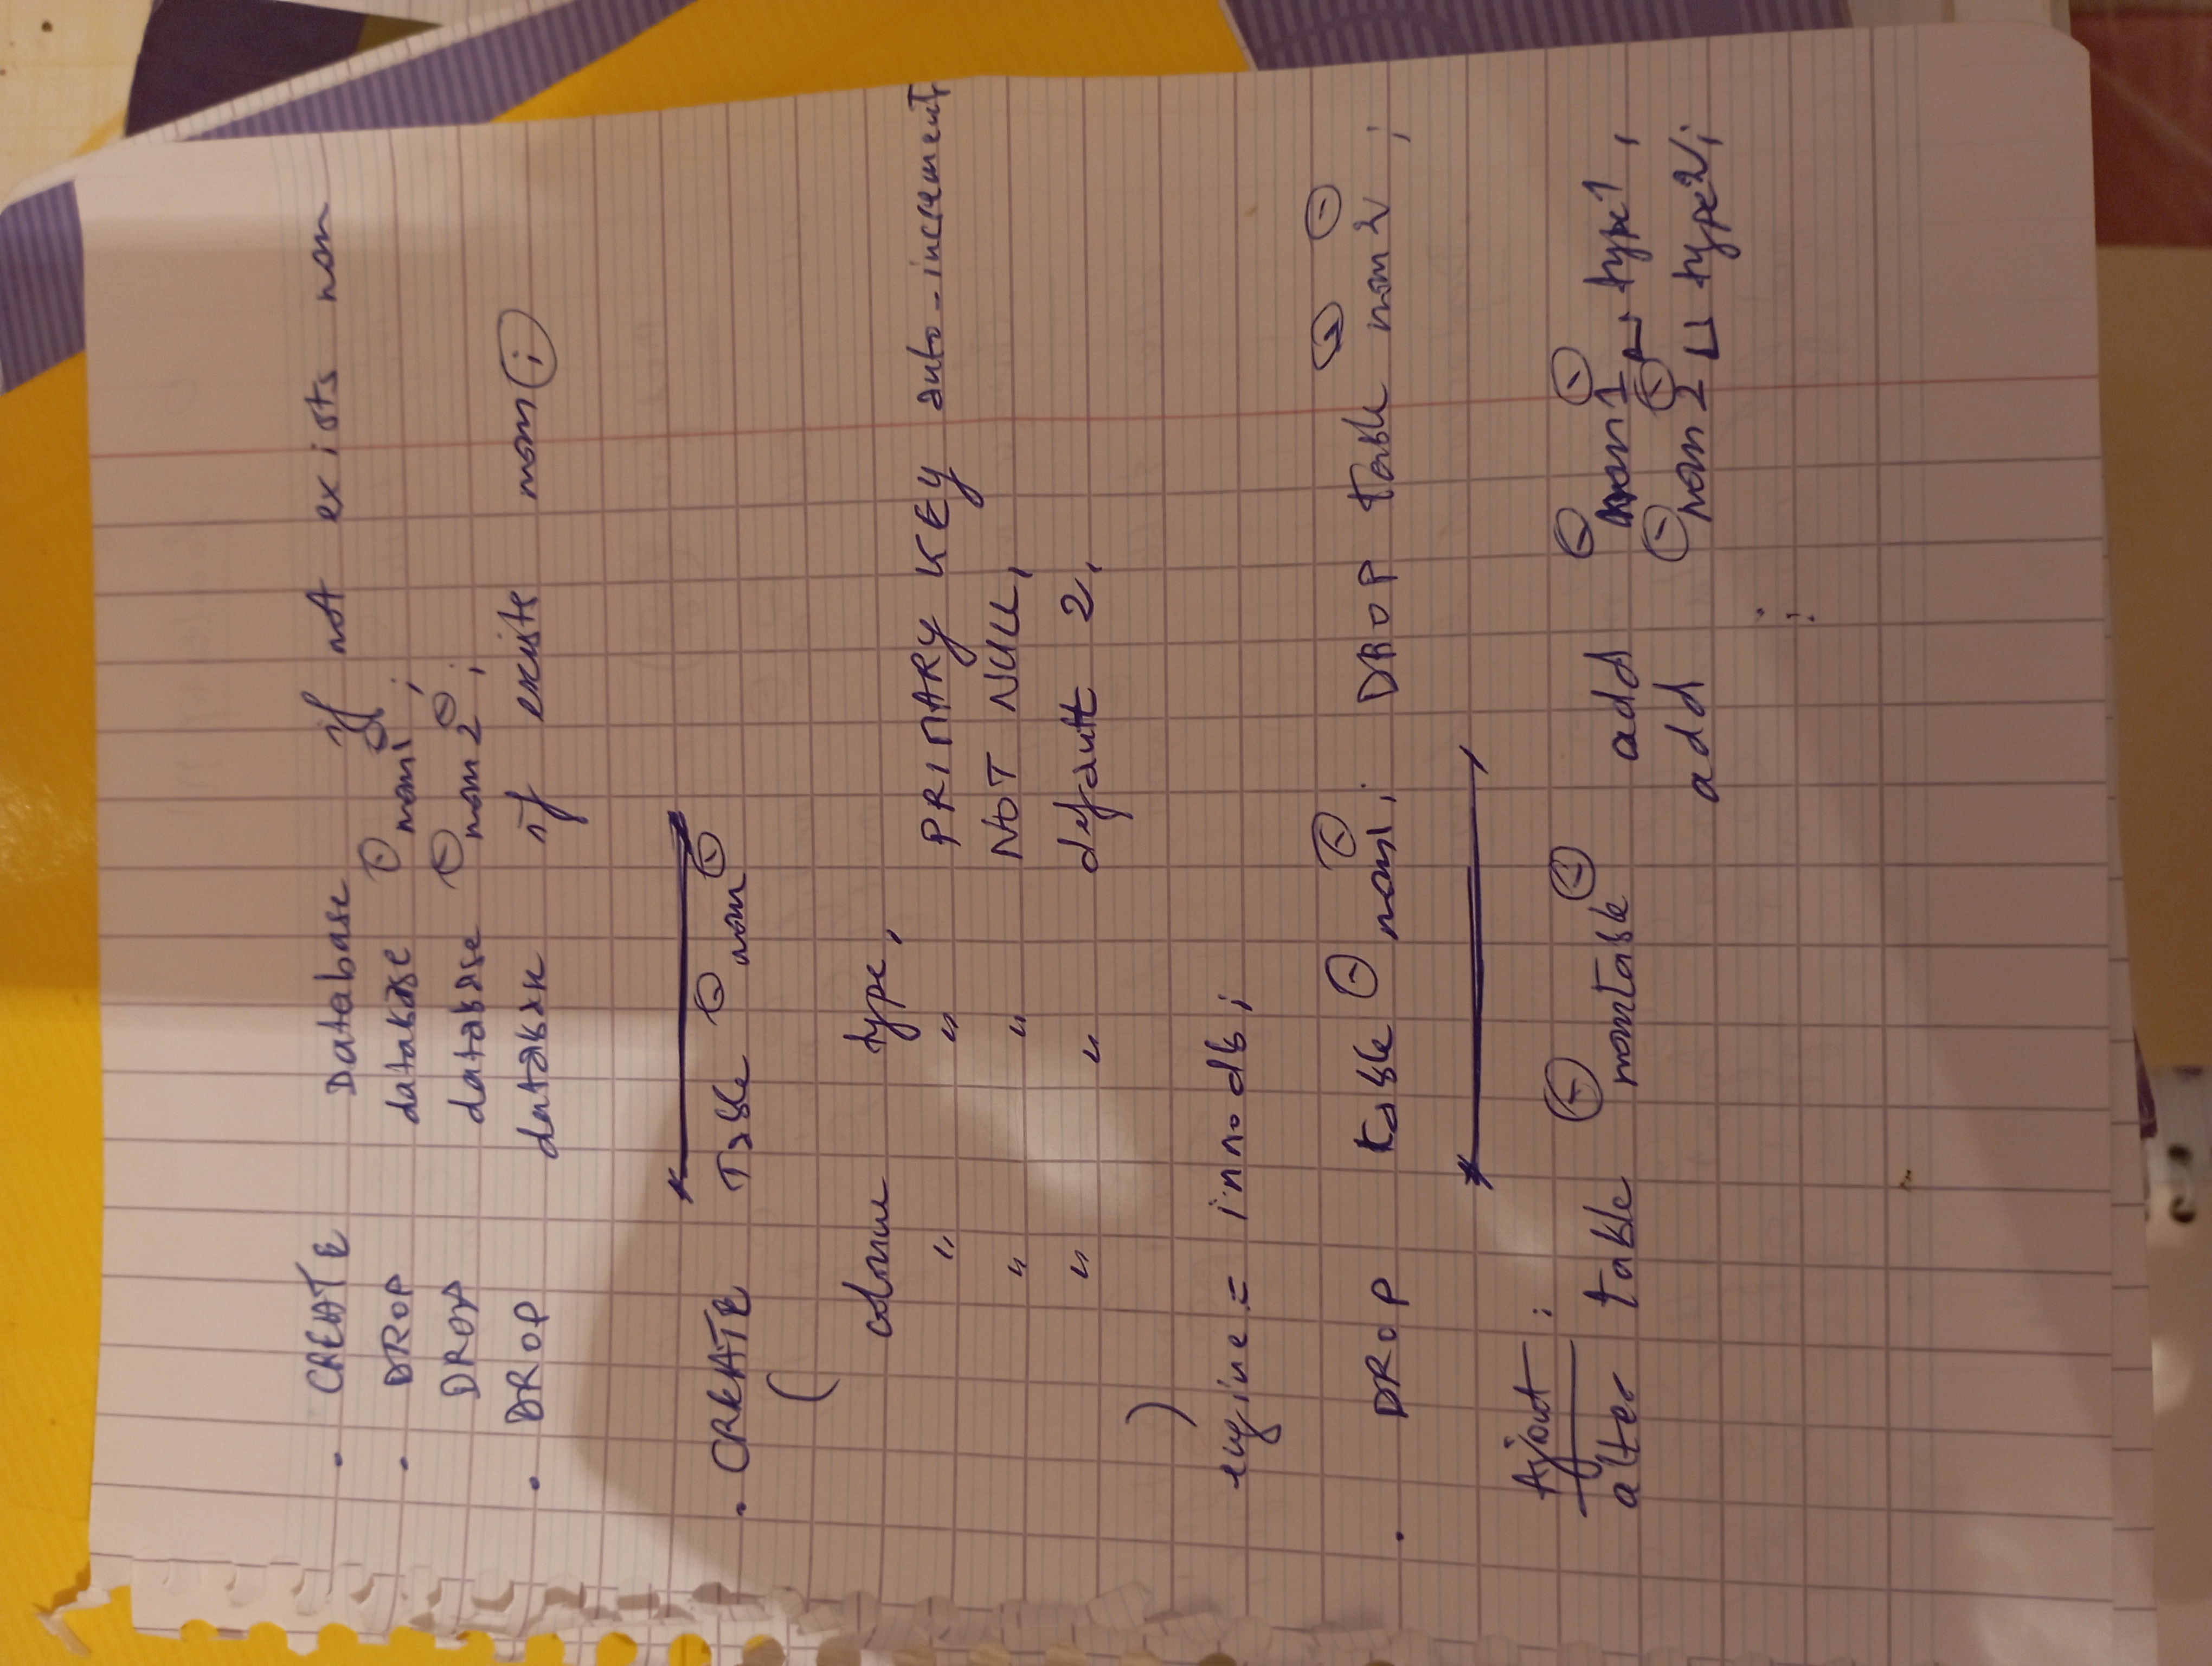 . CREATE Database if not exists nom
. DROP database `nom1` ;
DROP database `nom2` ;
. DROP database if exists nom ;
. CREATE Table `nom`
(
colonne type,
" " PRIMARY KEY auto-increment
" " NOT NULL,
" " default 2,
)
engine = innodb ;
. DROP table `nom1` ; DROP table `nom2` ;
Ajout :
alter table `nomtable` add `nom1` type1 ,
add `nom2` type2 ;